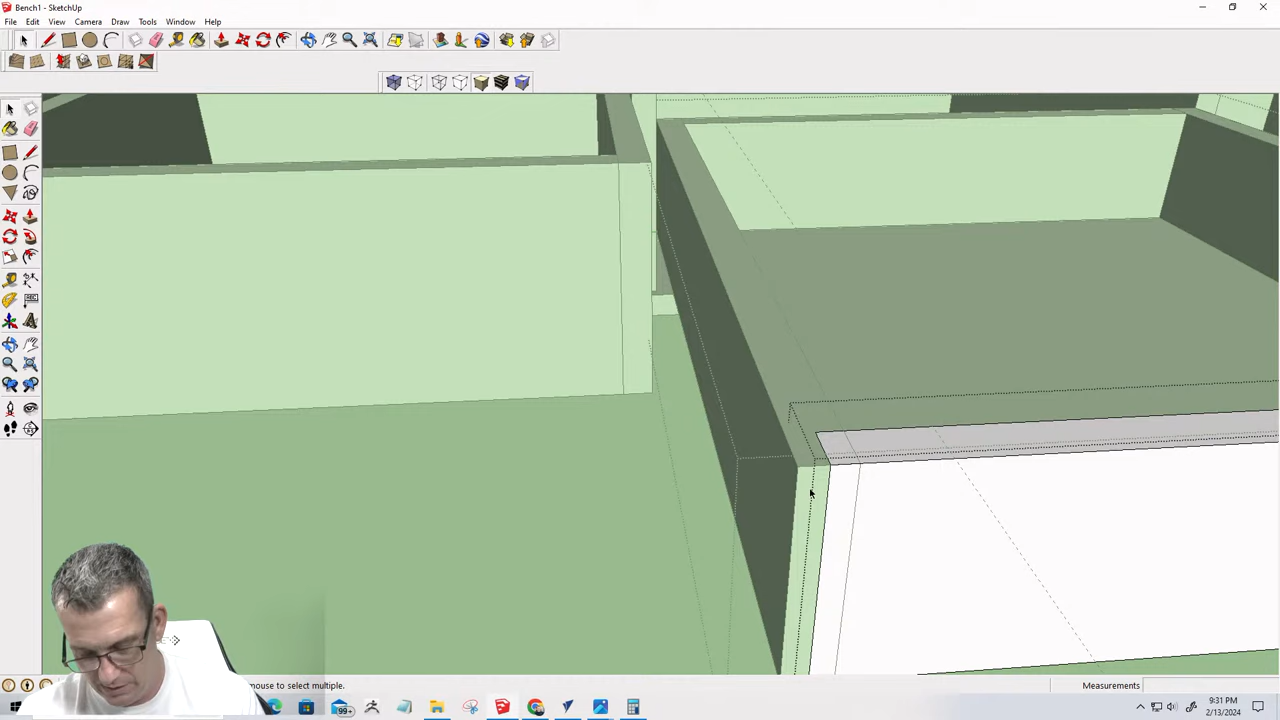 Bench1 - SketchUp
File Edit View Camera Draw Tools Window Help
mouse to select multiple.
Measurements
99+
9:31 PM
2/13/2024